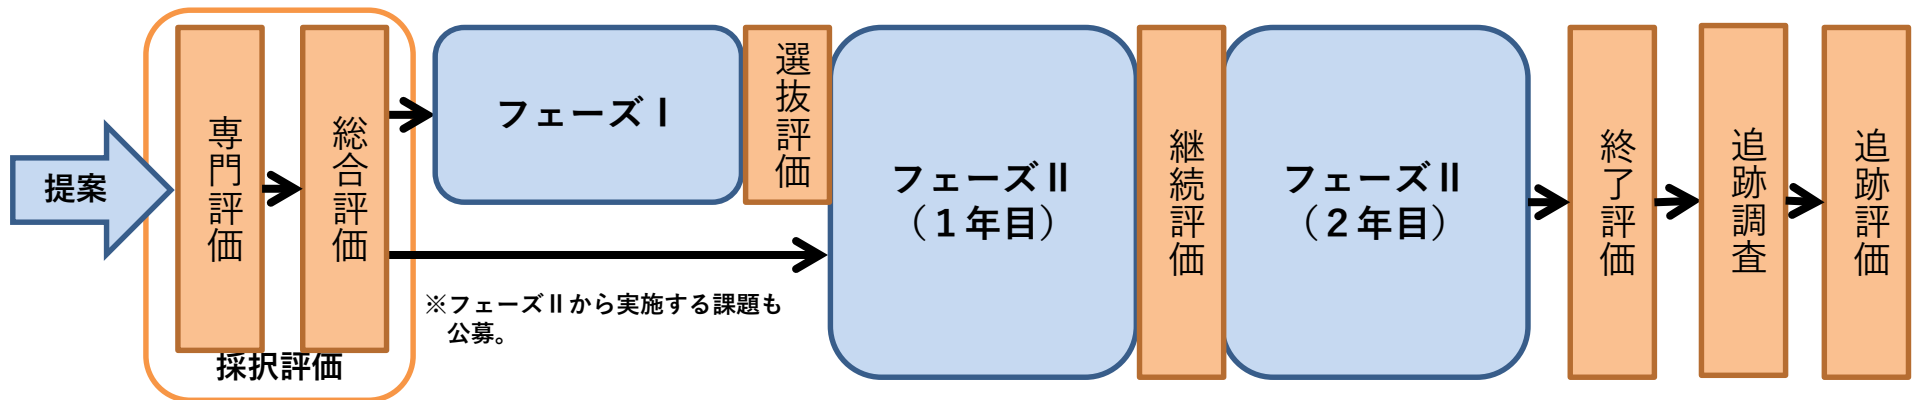 提案
専門評価
総合評価
採択評価
フェーズⅠ
選抜評価
※フェーズⅡから実施する課題も
公募。
フェーズⅡ
（１年目）
継続評価
フェーズⅡ
（２年目）
終了評価
追跡調査
追跡評価